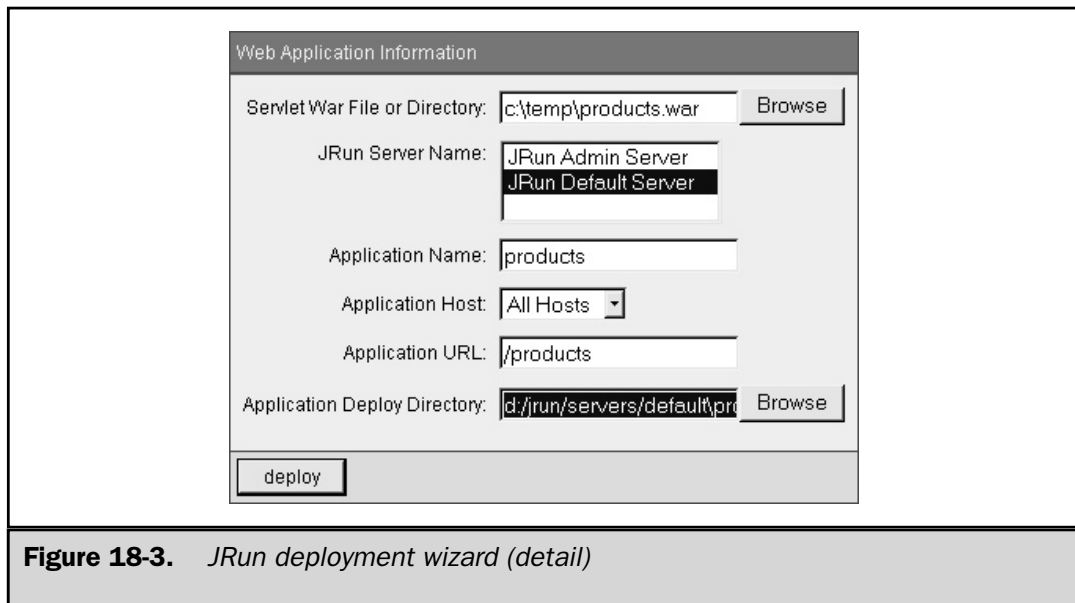 Web Application Information
Servlet War File or Directory: c:\temp\products.war Browse
JRun Server Name: JRun Admin Server
JRun Default Server
Application Name: products
Application Host: All Hosts
Application URL: /products
Application Deploy Directory: d:/jrun/servers/default\pro Browse
deploy
Figure 18-3. JRun deployment wizard (detail)